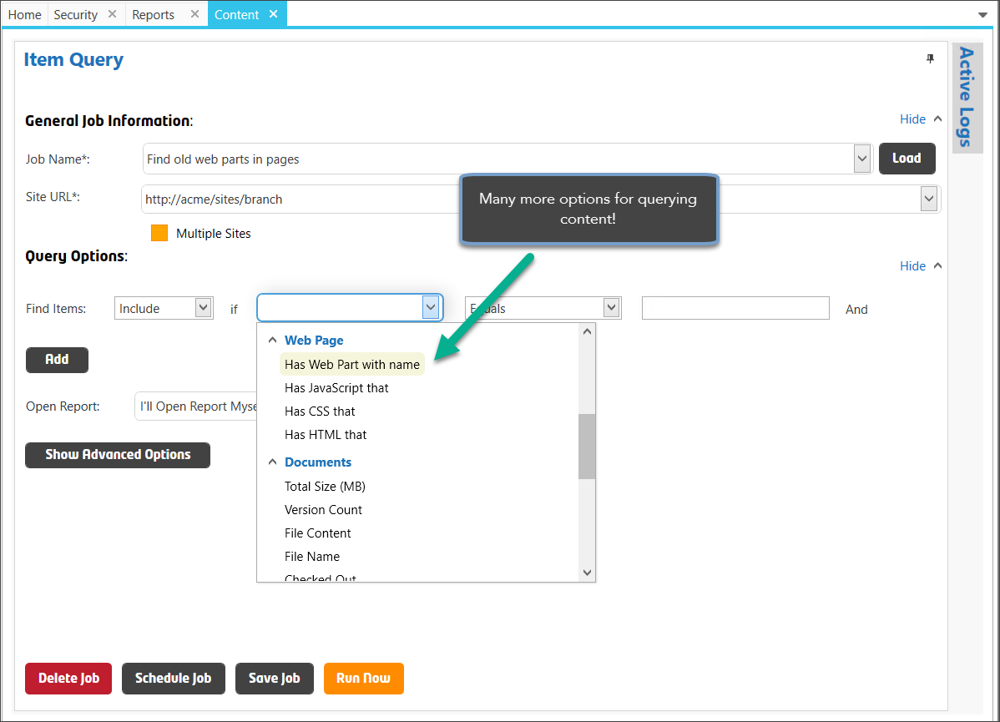 Home Security Reports Content
Item Query
Active Logs
General Job Information:
Hide
Job Name*: Find old web parts in pages Load
Site URL*: http://acme/sites/branch
Many more options for querying
content!
Multiple Sites
Query Options:
Hide
Find Items: Include if Equals And
Web Page
Has Web Part with name
Add
Has JavaScript that
Open Report: I'll Open Report Myse
Has CSS that
Has HTML that
Show Advanced Options
Documents
Total Size (MB)
Version Count
File Content
File Name
Checked Out
Delete Job Schedule Job Save Job Run Now